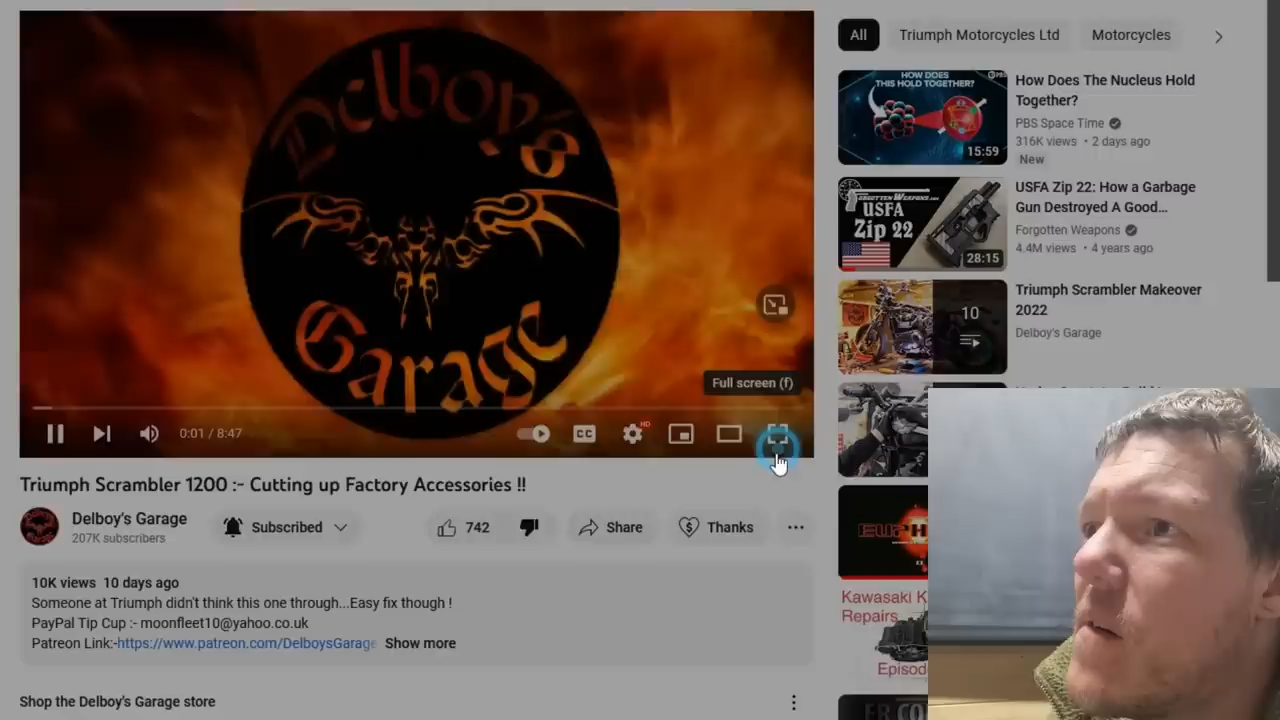 Delboy's
Garage
Full screen (f)
0:01 / 8:47
CC
HD
Triumph Scrambler 1200 :- Cutting up Factory Accessories !!
Delboy's Garage
207K subscribers
Subscribed
742
Share
Thanks
10K views 10 days ago
Someone at Triumph didn't think this one through...Easy fix though !
PayPal Tip Cup :- moonfleet10@yahoo.co.uk
Patreon Link:-https://www.patreon.com/DelboysGarage
Show more
Shop the Delboy's Garage store
All
Triumph Motorcycles Ltd
Motorcycles
HOW DOES
THIS HOLD TOGETHER?
PBS
15:59
How Does The Nucleus Hold
Together?
PBS Space Time
316K views • 2 days ago
New
FORGOTTEN WEAPONS.COM
USFA
Zip 22
28:15
USFA Zip 22: How a Garbage
Gun Destroyed A Good...
Forgotten Weapons
4.4M views • 4 years ago
10
Triumph Scrambler Makeover
2022
Delboy's Garage
Kawasaki K
Repairs
Episod